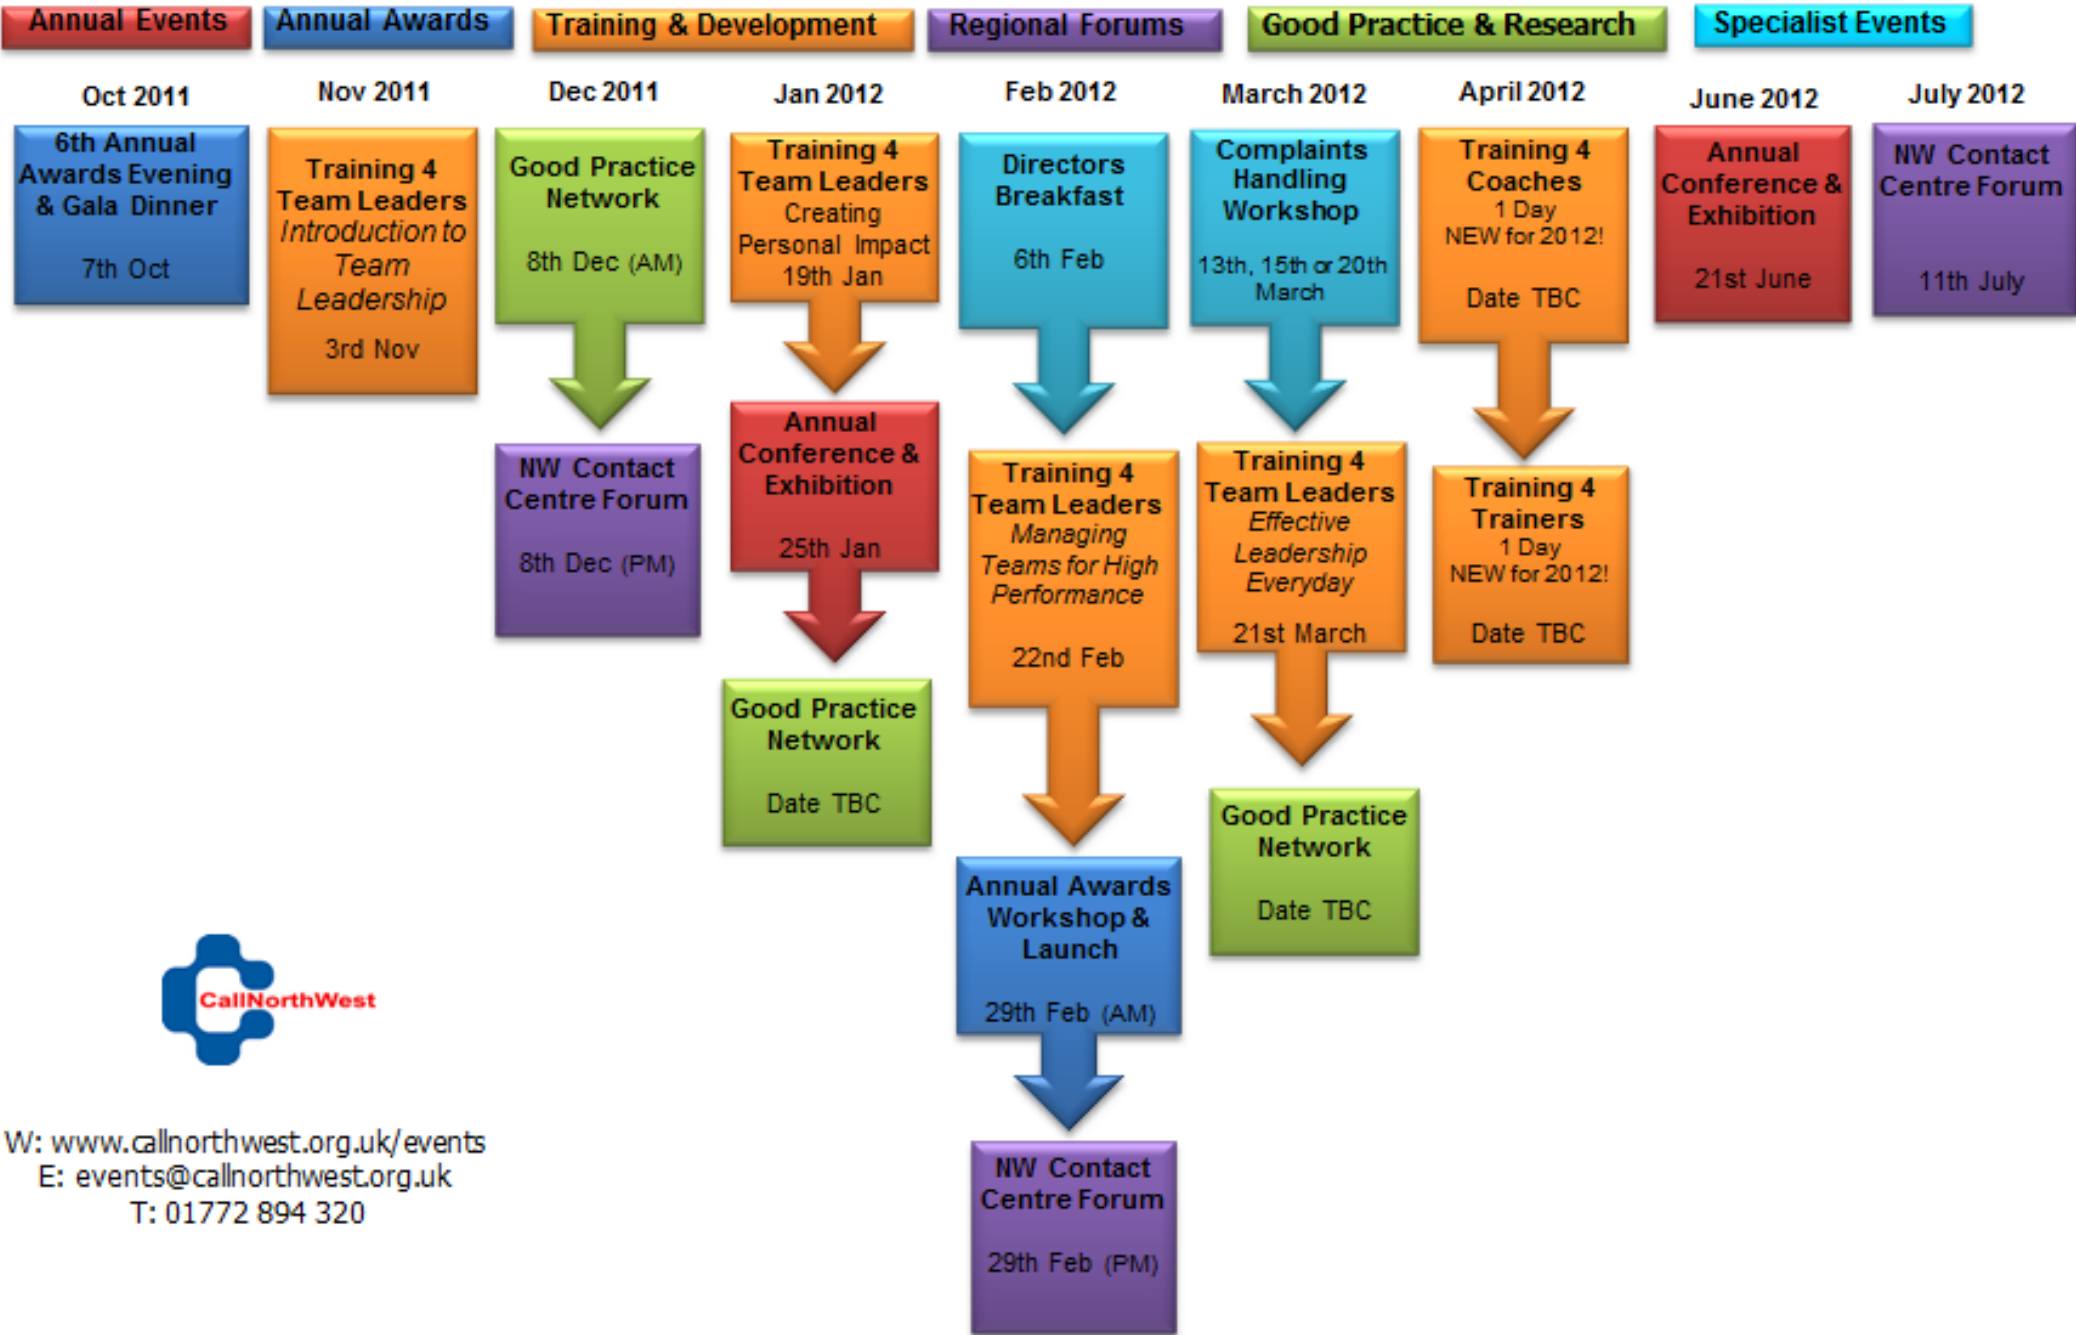 Annual Events
Annual Awards
Training & Development
Regional Forums
Good Practice & Research
Specialist Events
Oct 2011
6th Annual
Awards Evening
& Gala Dinner
7th Oct
Nov 2011
Training 4
Team Leaders
Introduction to
Team
Leadership
3rd Nov
Dec 2011
Good Practice
Network
8th Dec (AM)
NW Contact
Centre Forum
8th Dec (PM)
Jan 2012
Training 4
Team Leaders
Creating
Personal Impact
19th Jan
Annual
Conference &
Exhibition
25th Jan
Good Practice
Network
Date TBC
Feb 2012
Directors
Breakfast
6th Feb
Training 4
Team Leaders
Managing
Teams for High
Performance
22nd Feb
Annual Awards
Workshop &
Launch
29th Feb (AM)
NW Contact
Centre Forum
29th Feb (PM)
March 2012
Complaints
Handling
Workshop
13th, 15th or 20th
March
Training 4
Team Leaders
Effective
Leadership
Everyday
21st March
Good Practice
Network
Date TBC
April 2012
Training 4
Coaches
1 Day
NEW for 2012!
Date TBC
Training 4
Trainers
1 Day
NEW for 2012!
Date TBC
June 2012
Annual
Conference &
Exhibition
21st June
July 2012
NW Contact
Centre Forum
11th July
CallNorthWest
W: www.callnorthwest.org.uk/events
E: events@callnorthwest.org.uk
T: 01772 894 320